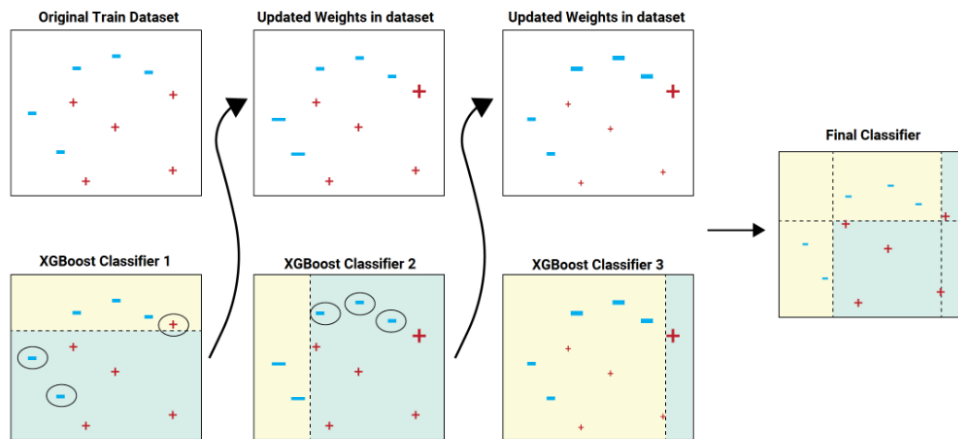 Original Train Dataset
Updated Weights in dataset
Updated Weights in dataset
Final Classifier
XGBoost Classifier 1
XGBoost Classifier 2
XGBoost Classifier 3